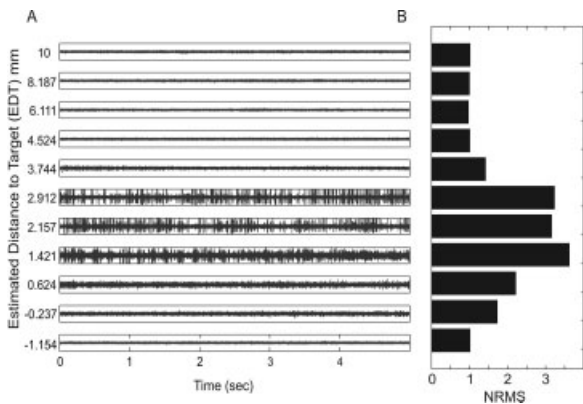 A
B
Estimated Distance to Target (EDT) mm
10
8.187
6.111
4.524
3.744
2.912
2.157
1.421
0.624
-0.237
-1.154
0 1 2 3 4
Time (sec)
0 1 2 3
NRMS